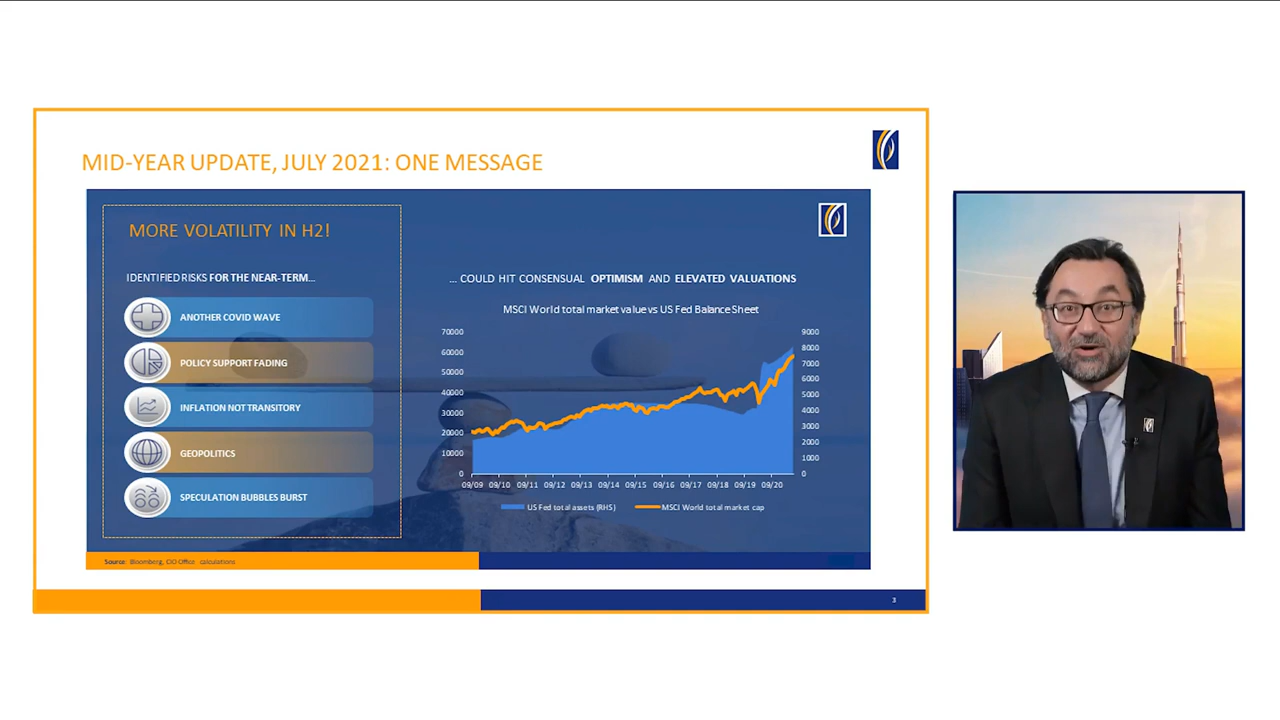 MID-YEAR UPDATE, JULY 2021: ONE MESSAGE
MORE VOLATILITY IN H2!
IDENTIFIED RISKS FOR THE NEAR-TERM...
ANOTHER COVID WAVE
POLICY SUPPORT FADING
INFLATION NOT TRANSITORY
GEOPOLITICS
SPECULATION BUBBLES BURST
... COULD HIT CONSENSUAL OPTIMISM AND ELEVATED VALUATIONS
MSCI World total market value vs US Fed Balance Sheet
70000
60000
50000
40000
30000
20000
10000
0
9000
8000
7000
6000
5000
4000
3000
2000
1000
0
09/09 09/10 09/11 09/12 09/13 09/14 09/15 09/16 09/17 09/18 09/19 09/20
US Fed total assets (RHS) MSCI World total market cap
Source: Bloomberg, CIO Office calculations
3